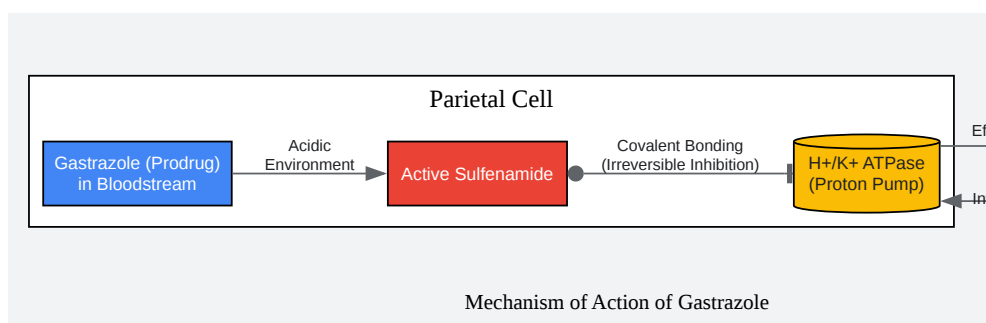 Parietal Cell
Gastrazole (Prodrug)
in Bloodstream
Acidic
Environment
Active Sulfenamide
Covalent Bonding
(Irreversible Inhibition)
H+/K+ ATPase
(Proton Pump)
Mechanism of Action of Gastrazole